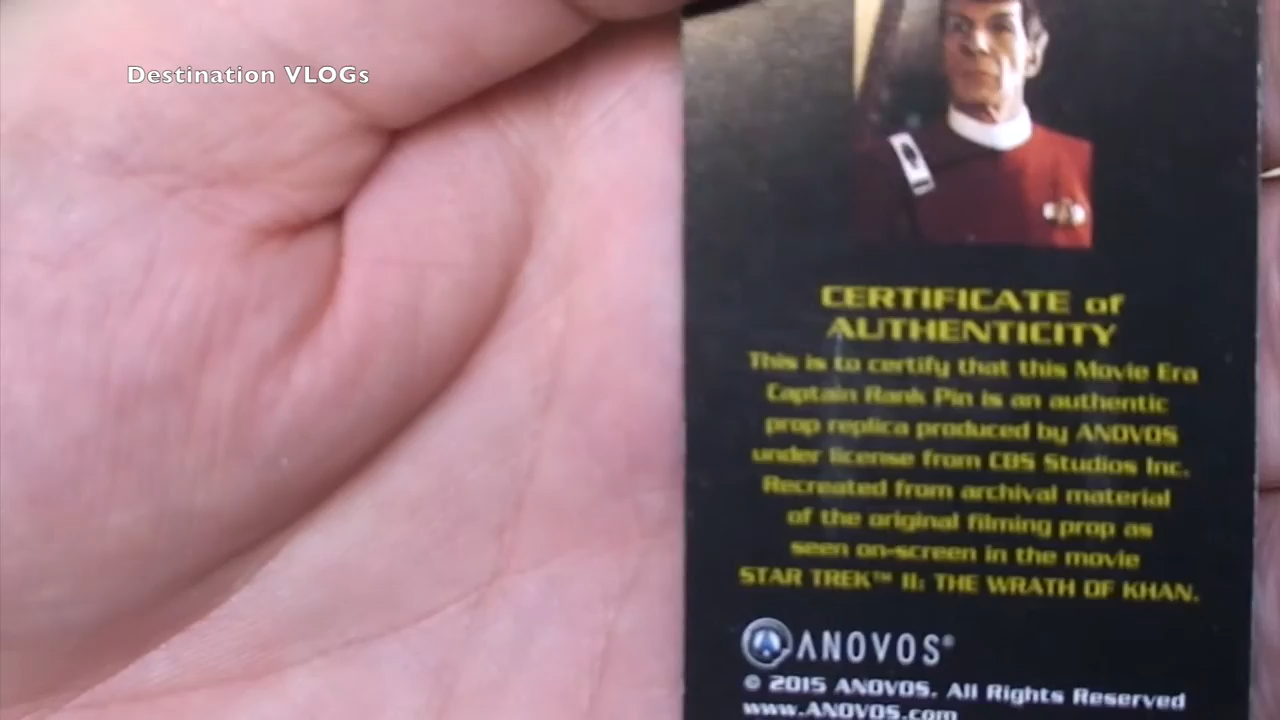 Destination VLOGs
CERTIFICATE of
AUTHENTICITY
This is to certify that this Movie Era
Captain Rank Pin is an authentic
prop replica produced by ANOVOS
under license from CBS Studios Inc.
Recreated from archival material
of the original filming prop as
seen on-screen in the movie
STAR TREK™ II: THE WRATH OF KHAN.
ANOVOS®
© 2015 ANOVOS. All Rights Reserved
www.ANOVOS.com